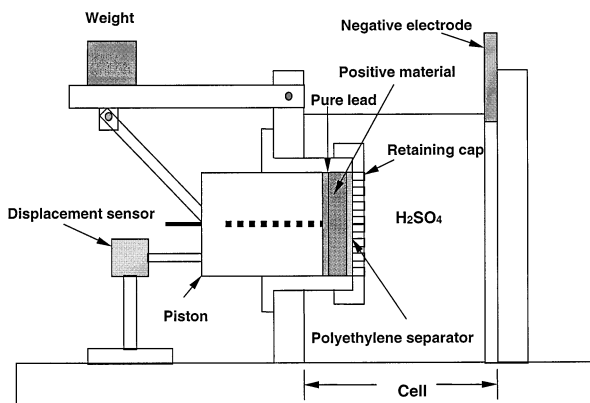 Weight
Negative electrode
Positive material
Pure lead
Retaining cap
Displacement sensor
H₂SO₄
Piston
Polyethylene separator
Cell